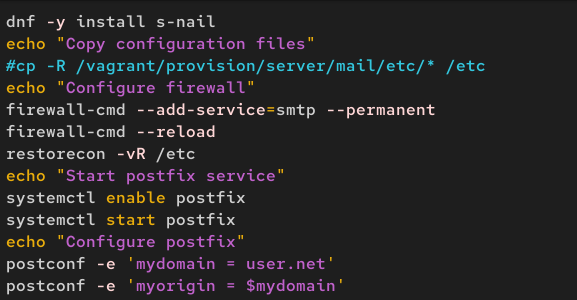 dnf -y install s-nail
echo "Copy configuration files"
#cp -R /vagrant/provision/server/mail/etc/* /etc
echo "Configure firewall"
firewall-cmd --add-service=smtp --permanent
firewall-cmd --reload
restorecon -vR /etc
echo "Start postfix service"
systemctl enable postfix
systemctl start postfix
echo "Configure postfix"
postconf -e 'mydomain = user.net'
postconf -e 'myorigin = $mydomain'